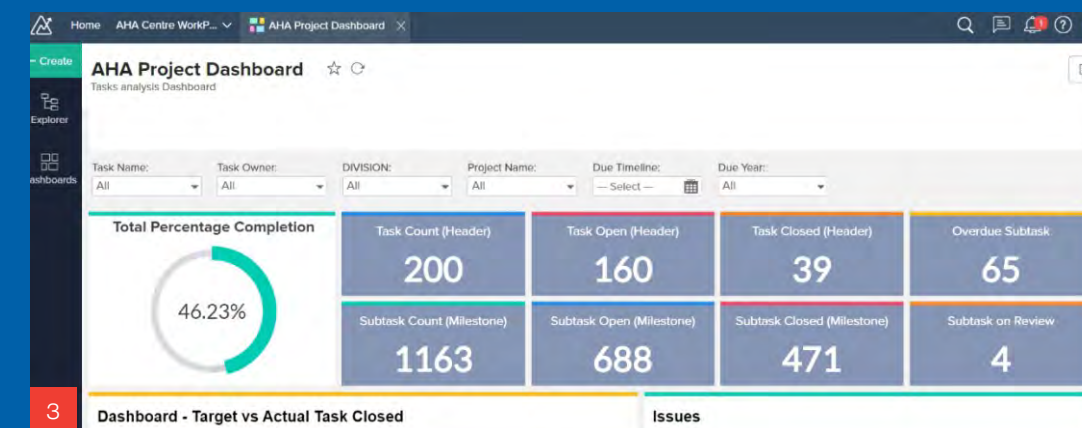 Home AHA Centre WorkP... AHA Project Dashboard
1
Create
AHA Project Dashboard
Tasks analysis Dashboard
Explorer
ashboards
Task Name: Task Owner: DIVISION: Project Name: Due Timeline: Due Year:
All All All All -- Select -- All
Total Percentage Completion
46.23%
Task Count (Header) Task Open (Header) Task Closed (Header) Overdue Subtask
200 160 39 65
Subtask Count (Milestone) Subtask Open (Milestone) Subtask Closed (Milestone) Subtask on Review
1163 688 471 4
3
Dashboard - Target vs Actual Task Closed Issues